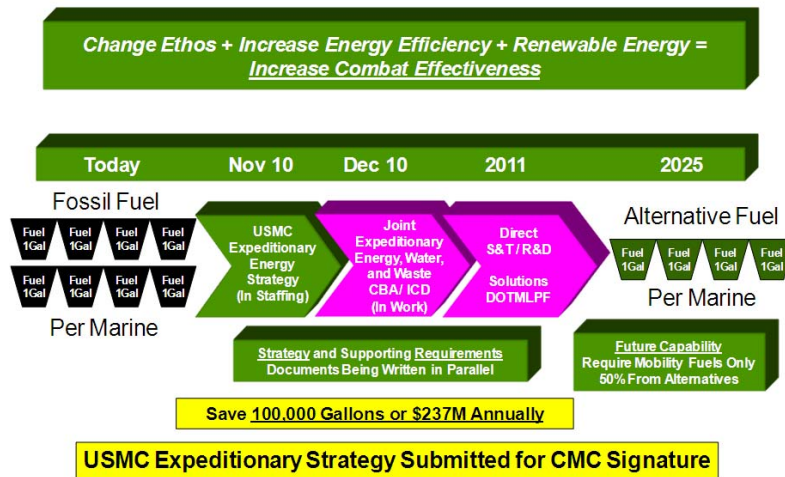 Change Ethos + Increase Energy Efficiency + Renewable Energy =
Increase Combat Effectiveness
Today Nov 10 Dec 10 2011 2025
Fossil Fuel
Fuel 1Gal
Fuel 1Gal
Fuel 1Gal
Fuel 1Gal
Fuel 1Gal
Fuel 1Gal
Fuel 1Gal
Fuel 1Gal
Per Marine
USMC
Expeditionary
Energy
Strategy
(In Staffing)
Joint
Expeditionary
Energy, Water,
and Waste
CBA/ ICD
(In Work)
Direct
S&T / R&D
Solutions
DOTMLPF
Alternative Fuel
Fuel 1Gal
Fuel 1Gal
Fuel 1Gal
Fuel 1Gal
Per Marine
Strategy and Supporting Requirements
Documents Being Written in Parallel
Future Capability
Require Mobility Fuels Only
50% From Alternatives
Save 100,000 Gallons or $237M Annually
USMC Expeditionary Strategy Submitted for CMC Signature